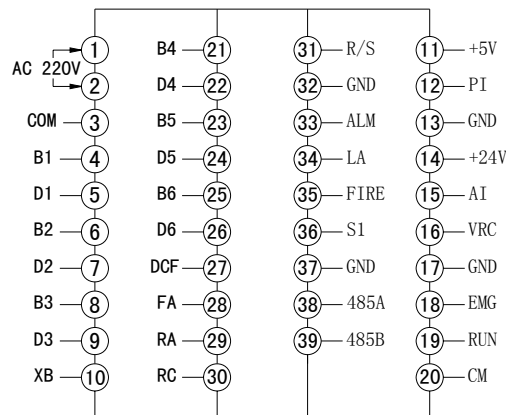 1 B4 21 31 R/S 11 +5V
AC 220V
2 D4 22 32 GND 12 PI
COM 3 B5 23 33 ALM 13 GND
B1 4 D5 24 34 LA 14 +24V
D1 5 B6 25 35 FIRE 15 AI
B2 6 D6 26 36 S1 16 VRC
D2 7 DCF 27 37 GND 17 GND
B3 8 FA 28 38 485A 18 EMG
D3 9 RA 29 39 485B 19 RUN
XB 10 RC 30 20 CM